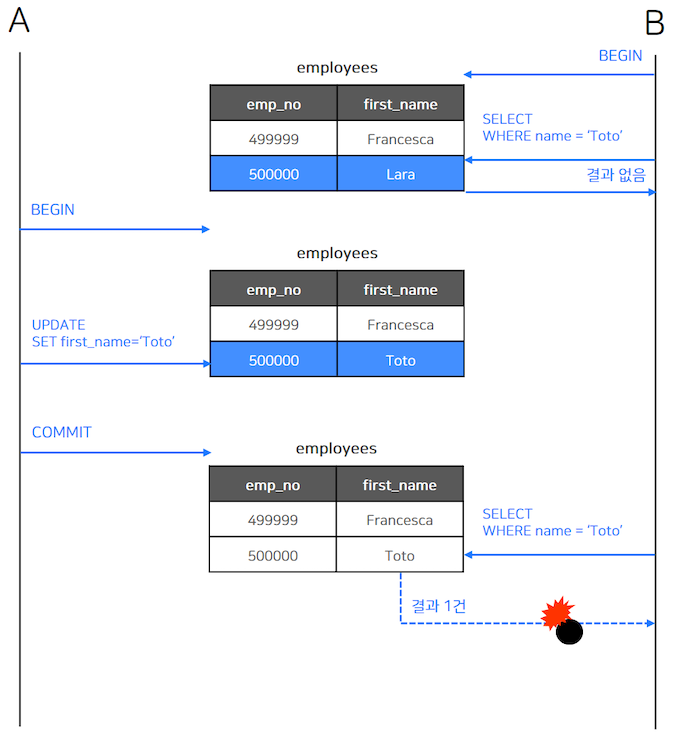 A
B
BEGIN
employees
emp_no first_name
499999 Francesca
500000 Lara
SELECT
WHERE name = ‘Toto’
결과 없음
BEGIN
employees
emp_no first_name
499999 Francesca
500000 Toto
UPDATE
SET first_name=‘Toto’
COMMIT
employees
emp_no first_name
499999 Francesca
500000 Toto
SELECT
WHERE name = ‘Toto’
결과 1건